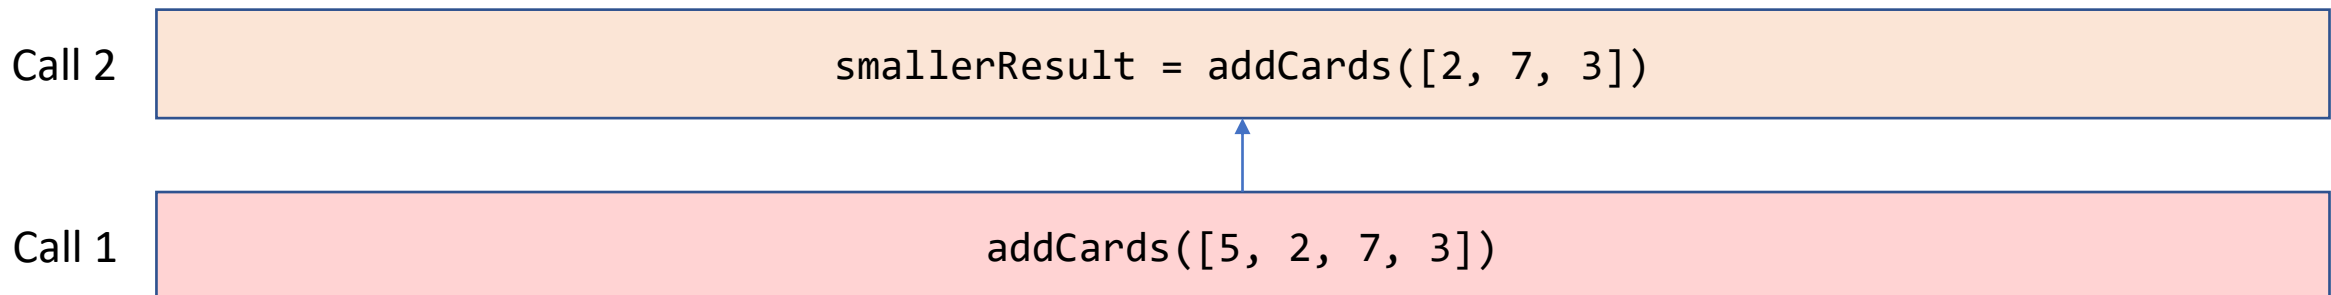 Call 2
smallerResult = addCards([2, 7, 3])
Call 1
addCards([5, 2, 7, 3])